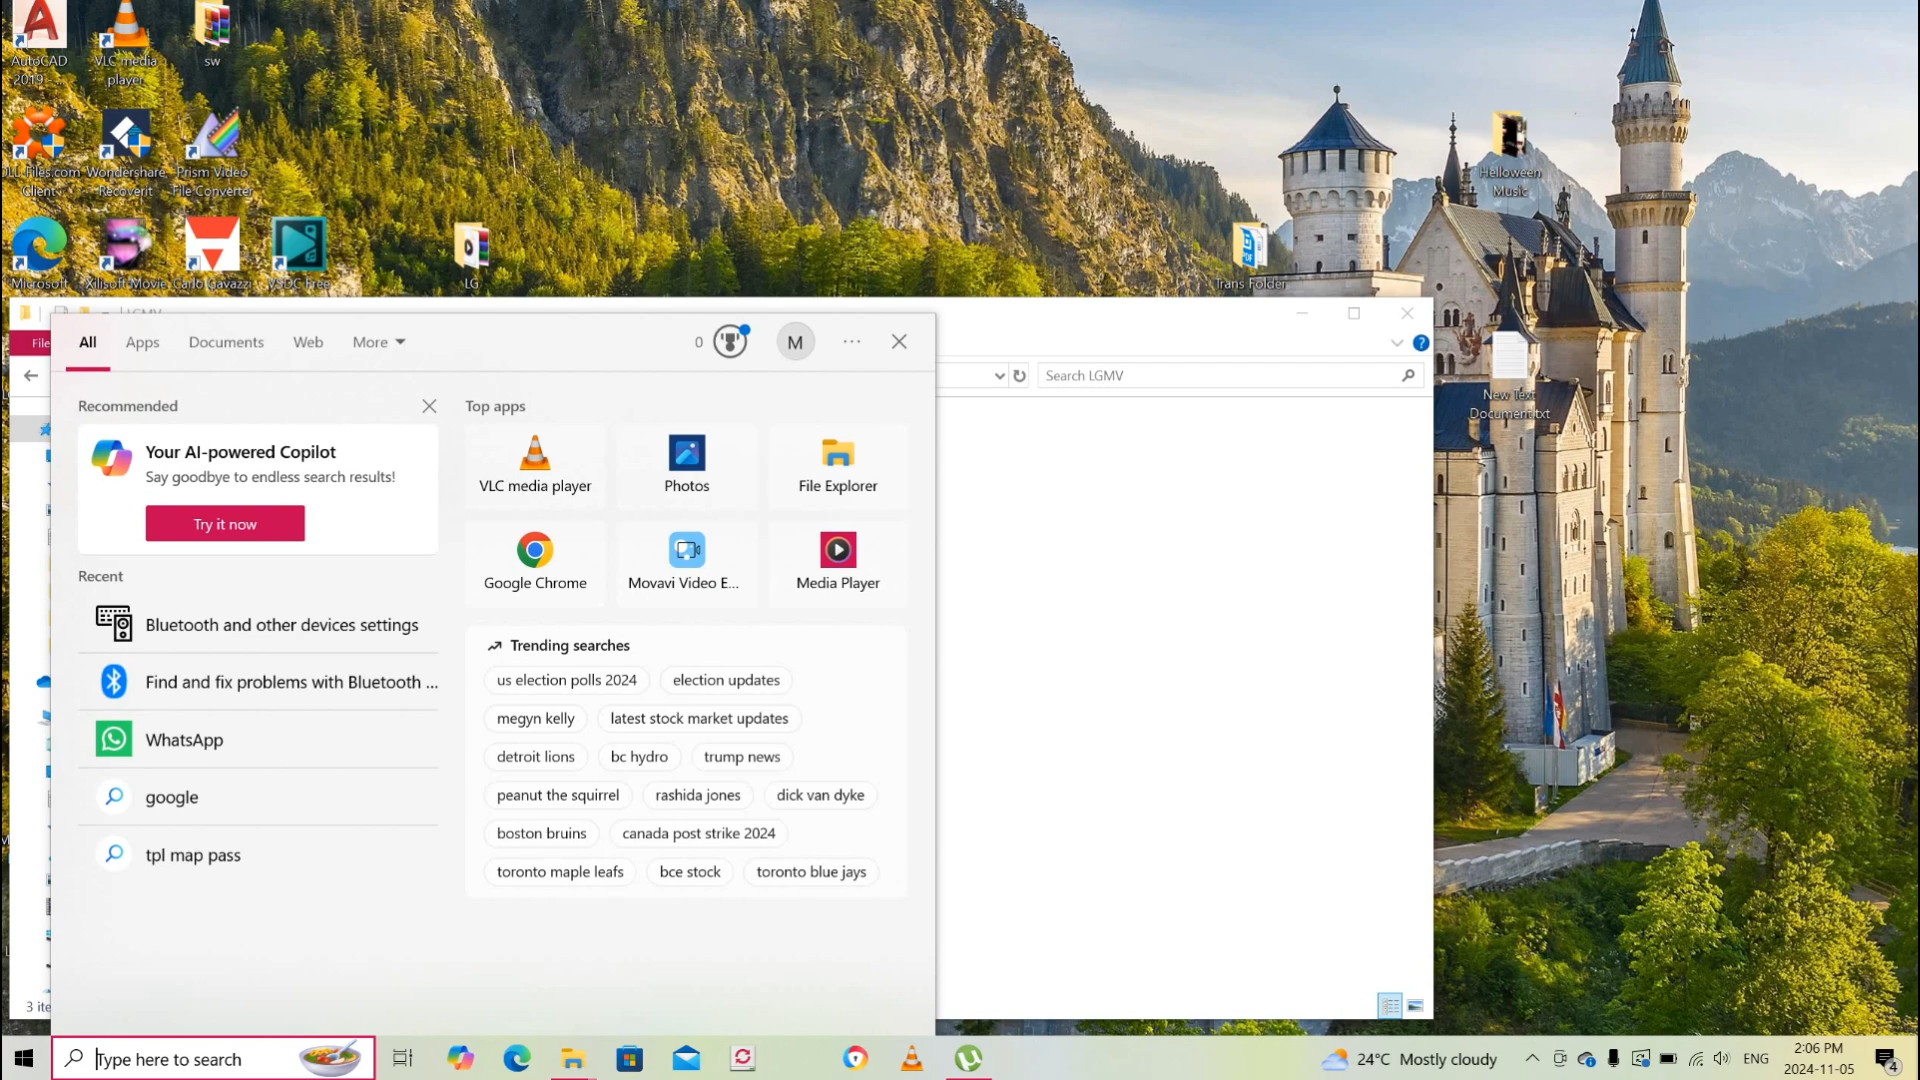 AutoCAD
2019 -...
VLC media
player
sw
DLL-Files.com
Client
Wondershare
Recoverit
Prism Video
File Converter
Helloween
Music
Microsoft
Xilisoft Movie
Carlo Gavazzi
VSDC Free
LG
Trans Folder
New Text
Document.txt
LGMV
File
Search LGMV
3 ite
All
Apps
Documents
Web
More
0
M
Recommended
Your AI-powered Copilot
Say goodbye to endless search results!
Try it now
Recent
Bluetooth and other devices settings
Find and fix problems with Bluetooth ...
WhatsApp
google
tpl map pass
Top apps
VLC media player
Photos
File Explorer
Google Chrome
Movavi Video E...
Media Player
Trending searches
us election polls 2024
election updates
megyn kelly
latest stock market updates
detroit lions
bc hydro
trump news
peanut the squirrel
rashida jones
dick van dyke
boston bruins
canada post strike 2024
toronto maple leafs
bce stock
toronto blue jays
Type here to search
24°C Mostly cloudy
ENG
2:06 PM
2024-11-05
4